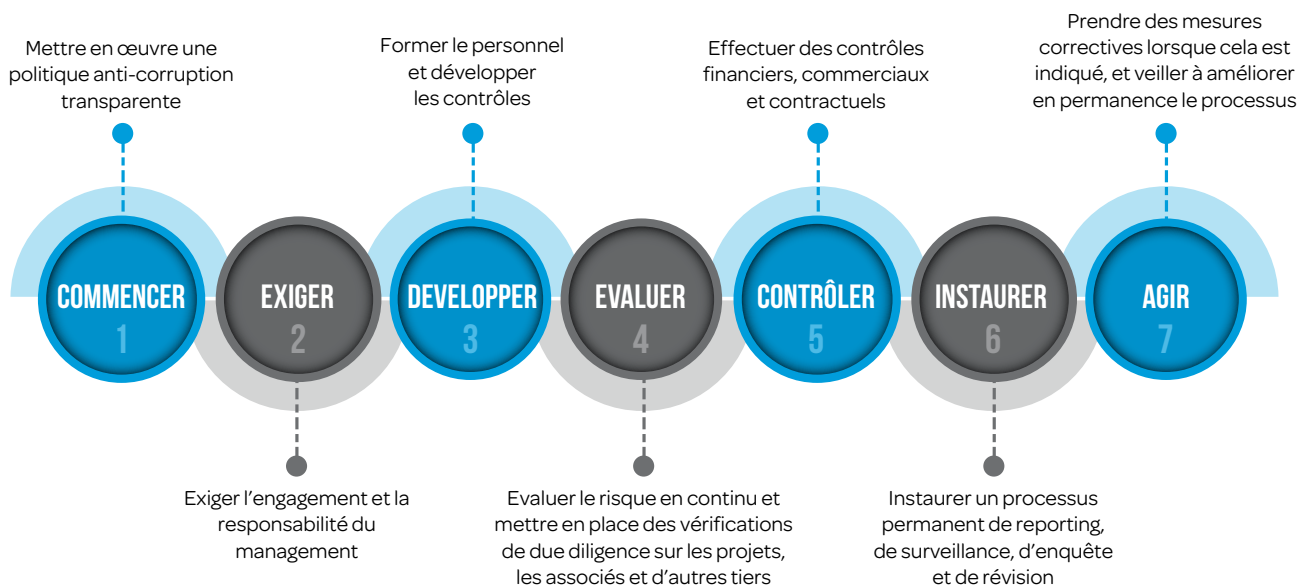 Mettre en œuvre une
politique anti-corruption
transparente
Former le personnel
et développer
les contrôles
Effectuer des contrôles
financiers, commerciaux
et contractuels
Prendre des mesures
correctives lorsque cela est
indiqué, et veiller à améliorer
en permanence le processus
COMMENCER
1
EXIGER
2
DEVELOPPER
3
EVALUER
4
CONTRÔLER
5
INSTAURER
6
AGIR
7
Exiger l’engagement et la
responsabilité du
management
Evaluer le risque en continu et
mettre en place des vérifications
de due diligence sur les projets,
les associés et d’autres tiers
Instaurer un processus
permanent de reporting,
de surveillance, d’enquête
et de révision